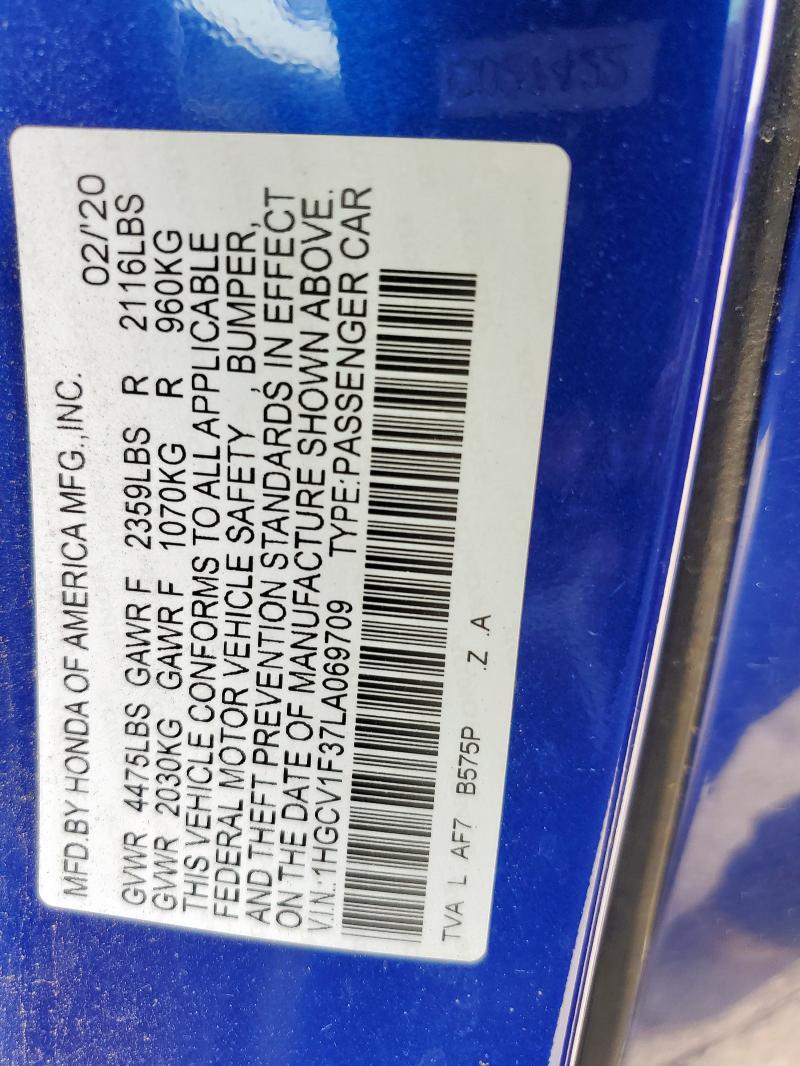 MFD.BY HONDA OF AMERICA MFG.,INC. 02/'20
GVWR 4475LBS GAWR F 2359LBS R 2116LBS
GVWR 2030KG GAWR F 1070KG R 960KG
THIS VEHICLE CONFORMS TO ALL APPLICABLE
FEDERAL MOTOR VEHICLE SAFETY , BUMPER,
AND THEFT PREVENTION STANDARDS IN EFFECT
ON THE DATE OF MANUFACTURE SHOWN ABOVE.
V.I.N.:1HGCV1F37LA069709 TYPE:PASSENGER CAR
TVA L AF7 B575P .Z .A